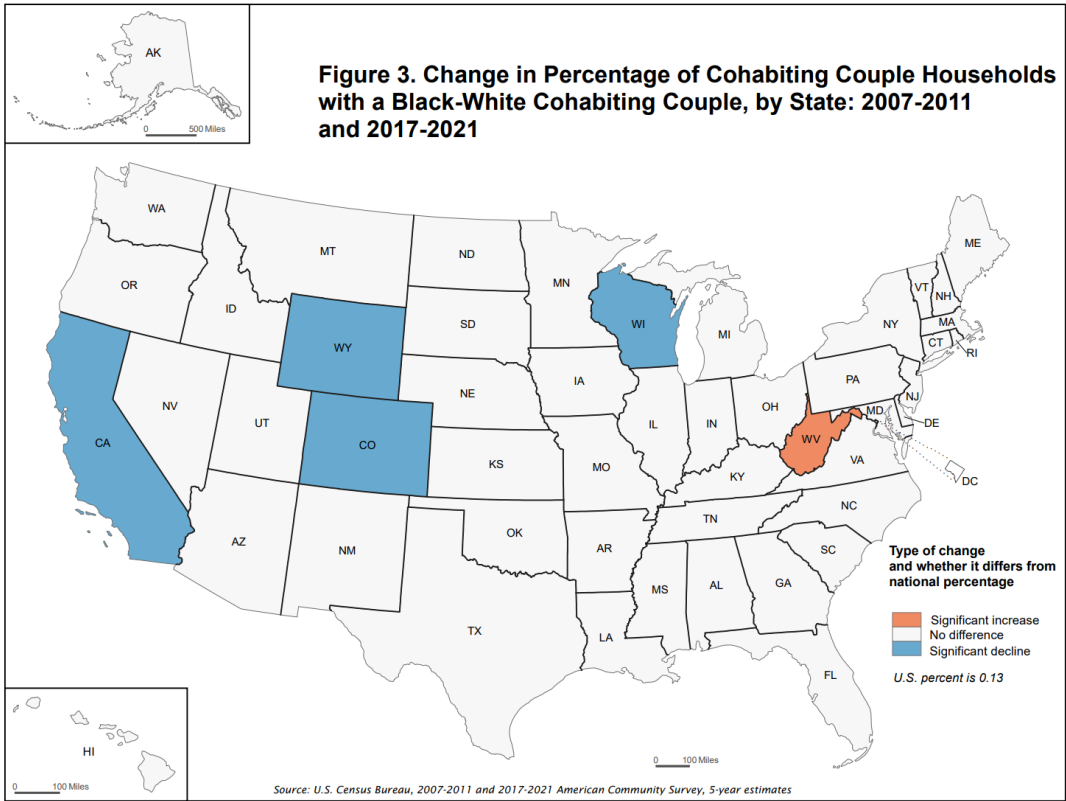 AK
0 500 Miles
Figure 3. Change in Percentage of Cohabiting Couple Households
with a Black-White Cohabiting Couple, by State: 2007-2011
and 2017-2021
WA
MT
ND
MN
ME
OR
ID
SD
WI
MI
VT
NH
NY
MA
CT
RI
WY
NE
IA
PA
NJ
OH
MD
DE
NV
UT
CO
IL
IN
WV
VA
DC
CA
KS
MO
KY
NC
TN
AZ
NM
OK
AR
SC
MS
AL
GA
TX
LA
FL
Type of change
and whether it differs from
national percentage
Significant increase
No difference
Significant decline
U.S. percent is 0.13
HI
0 100 Miles
0 100 Miles
Source: U.S. Census Bureau, 2007-2011 and 2017-2021 American Community Survey, 5-year estimates